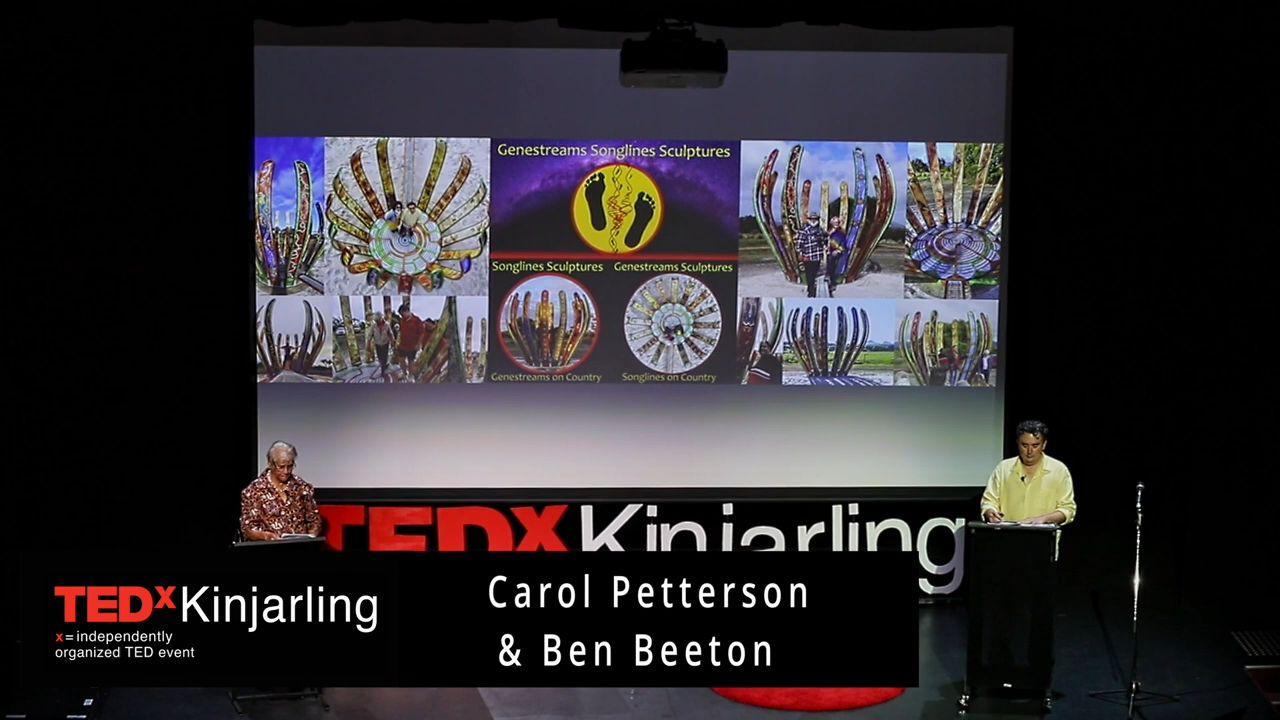 Genestreams Songlines Sculptures
Songlines Sculptures
Genestreams Sculptures
Genestreams on Country
Songlines on Country
TEDxKinjarling
TEDxKinjarling
x=independently
organized TED event
Carol Petterson
& Ben Beeton